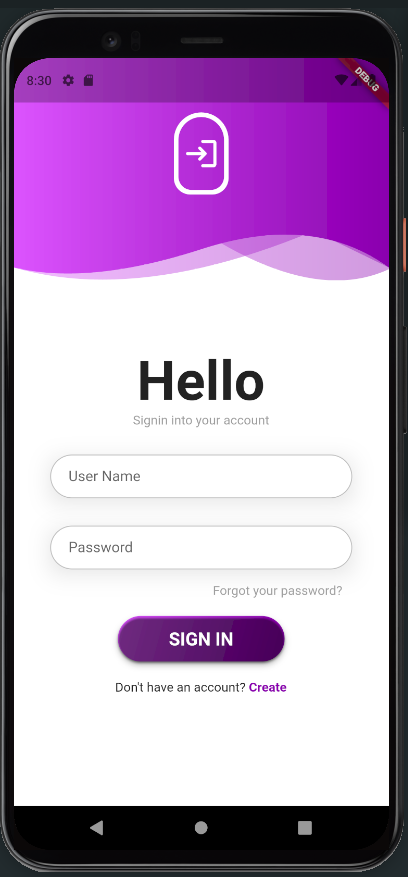 8:30
DEBUG
Hello
Signin into your account
User Name
Password
Forgot your password?
SIGN IN
Don't have an account? Create